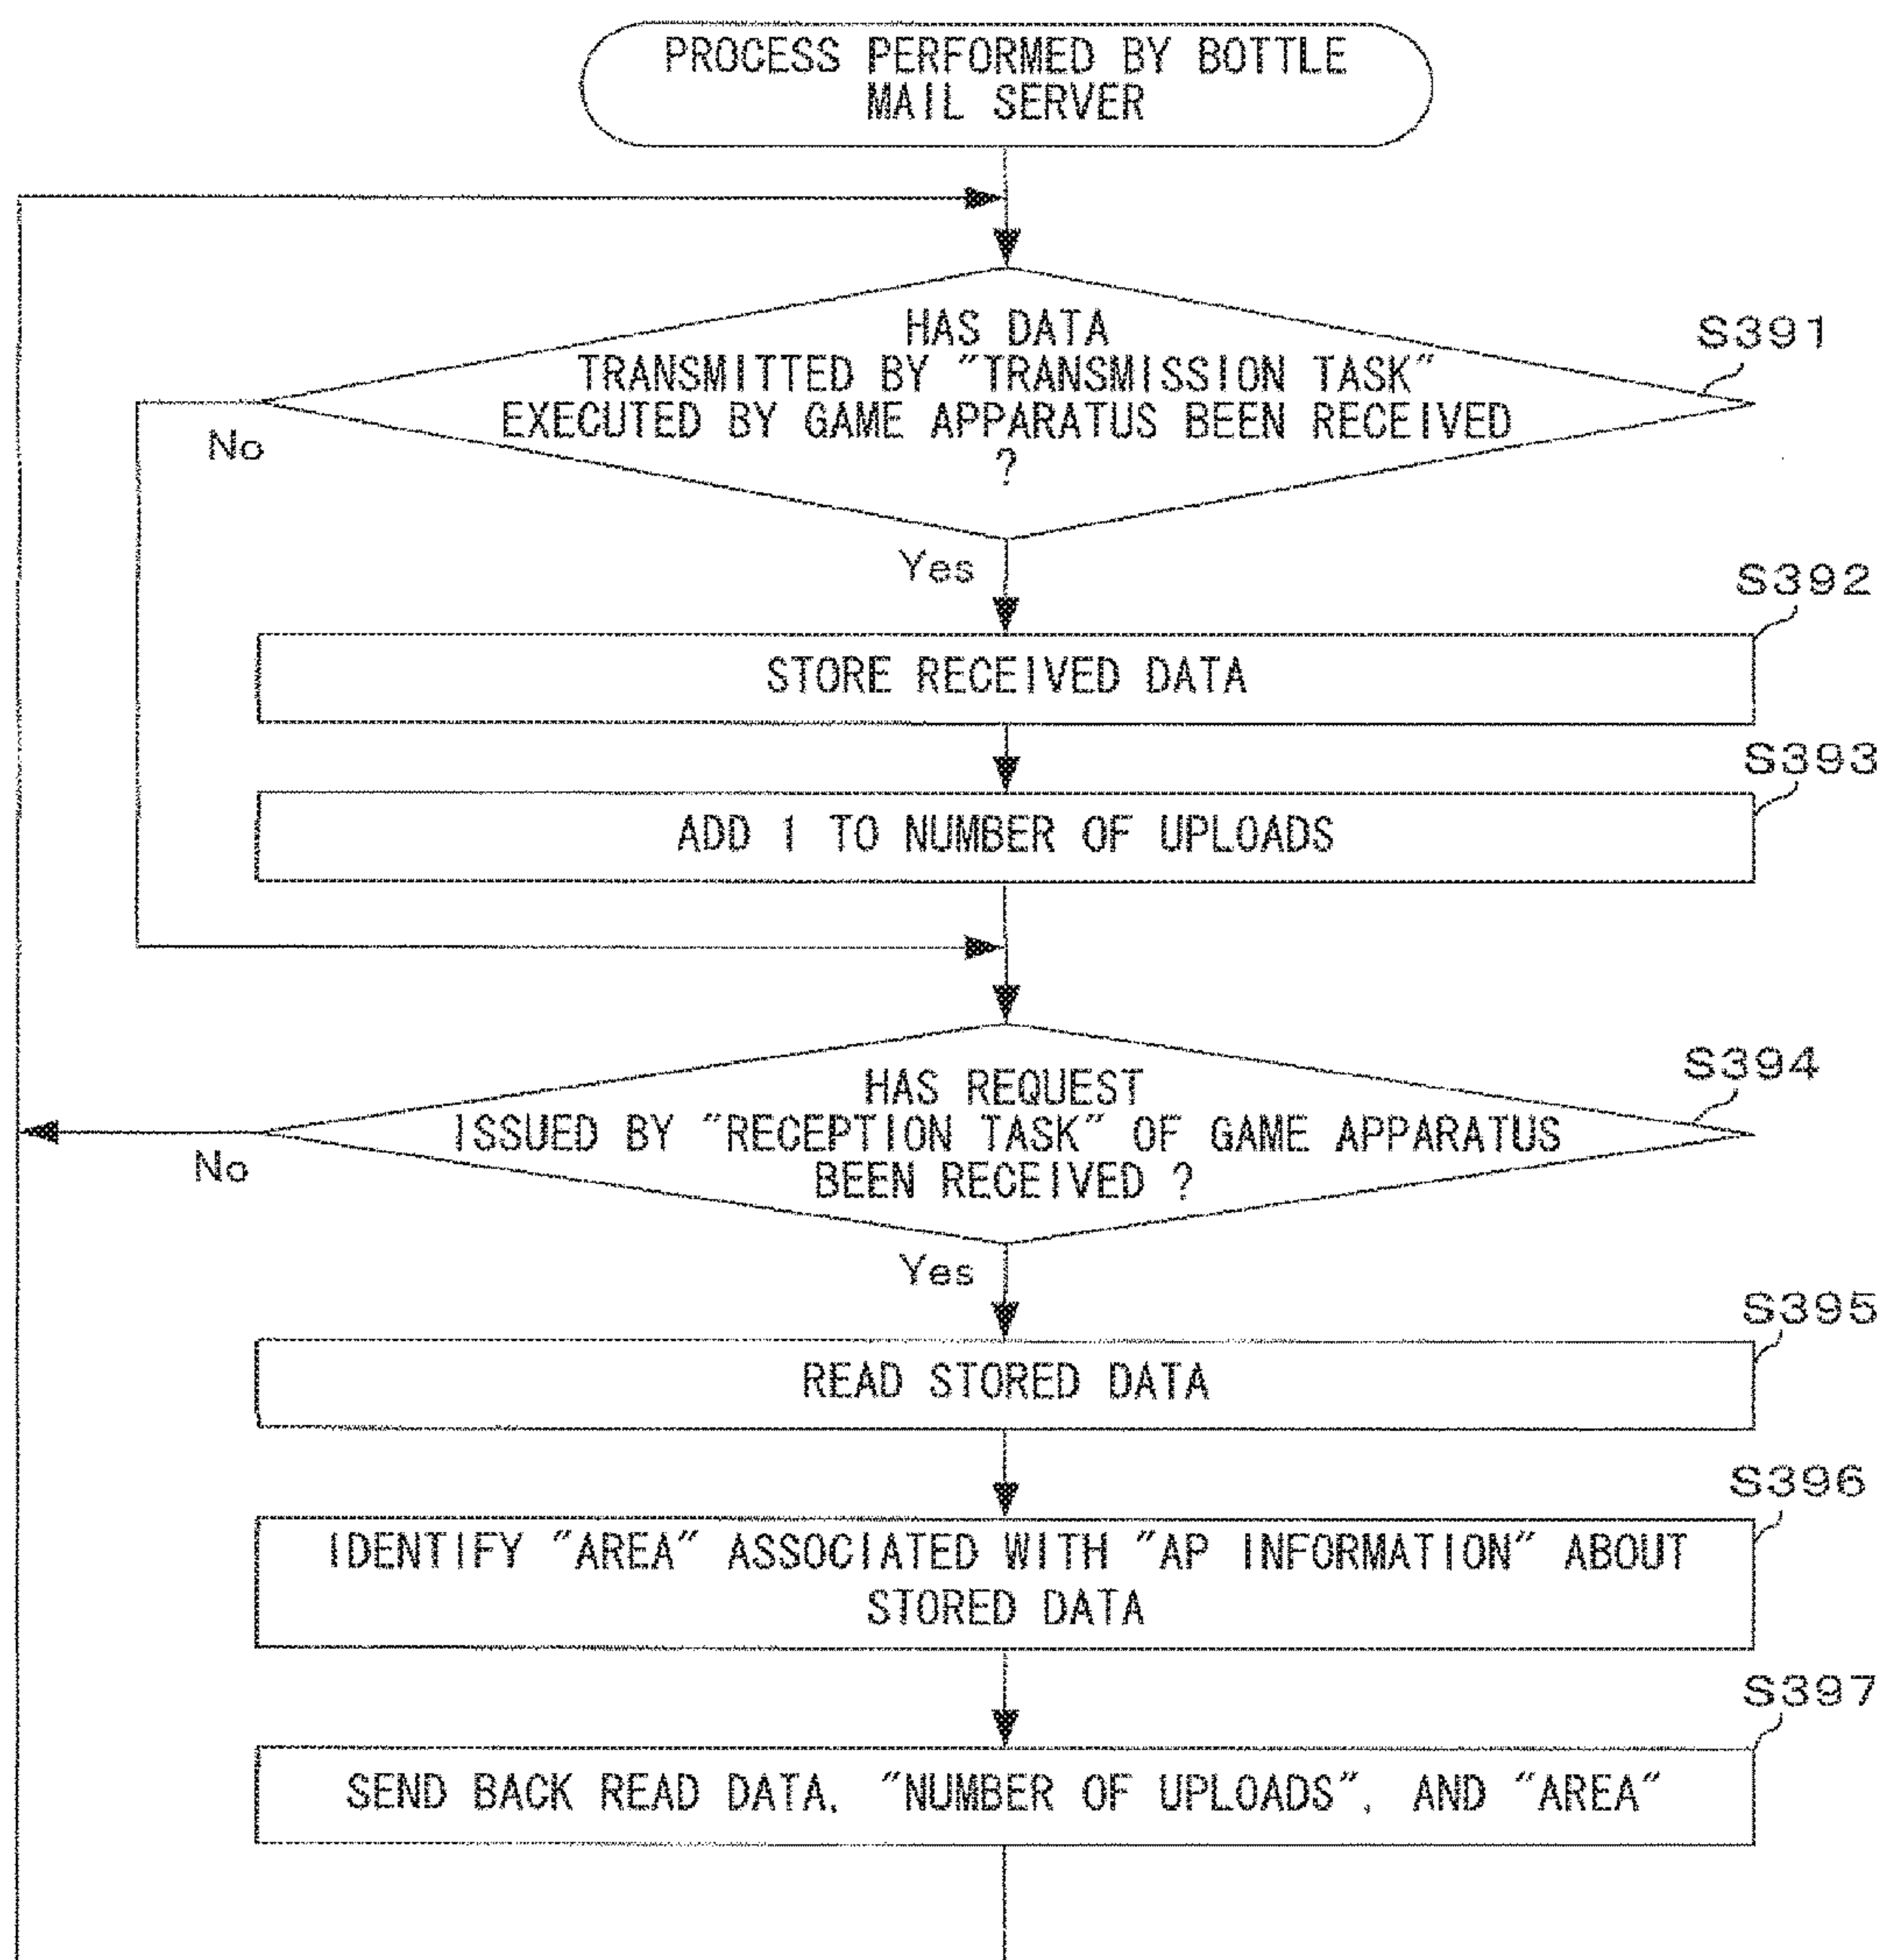 PROCESS PERFORMED BY BOTTLE
MAIL SERVER
HAS DATA
TRANSMITTED BY "TRANSMISSION TASK"
EXECUTED BY GAME APPARATUS BEEN RECEIVED
?
S391
No
Yes
S392
STORE RECEIVED DATA
S393
ADD 1 TO NUMBER OF UPLOADS
S394
HAS REQUEST
ISSUED BY "RECEPTION TASK" OF GAME APPARATUS
BEEN RECEIVED ?
No
Yes
S395
READ STORED DATA
S396
IDENTIFY "AREA" ASSOCIATED WITH "AP INFORMATION" ABOUT
STORED DATA
S397
SEND BACK READ DATA, "NUMBER OF UPLOADS", AND "AREA"